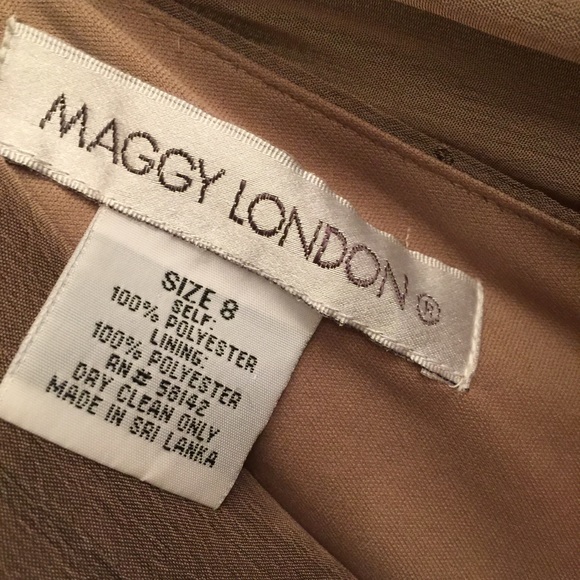 MAGGY LONDON®
SIZE 8
SELF:
100% POLYESTER
LINING:
100% POLYESTER
RN# 58142
DRY CLEAN ONLY
MADE IN SRI LANKA